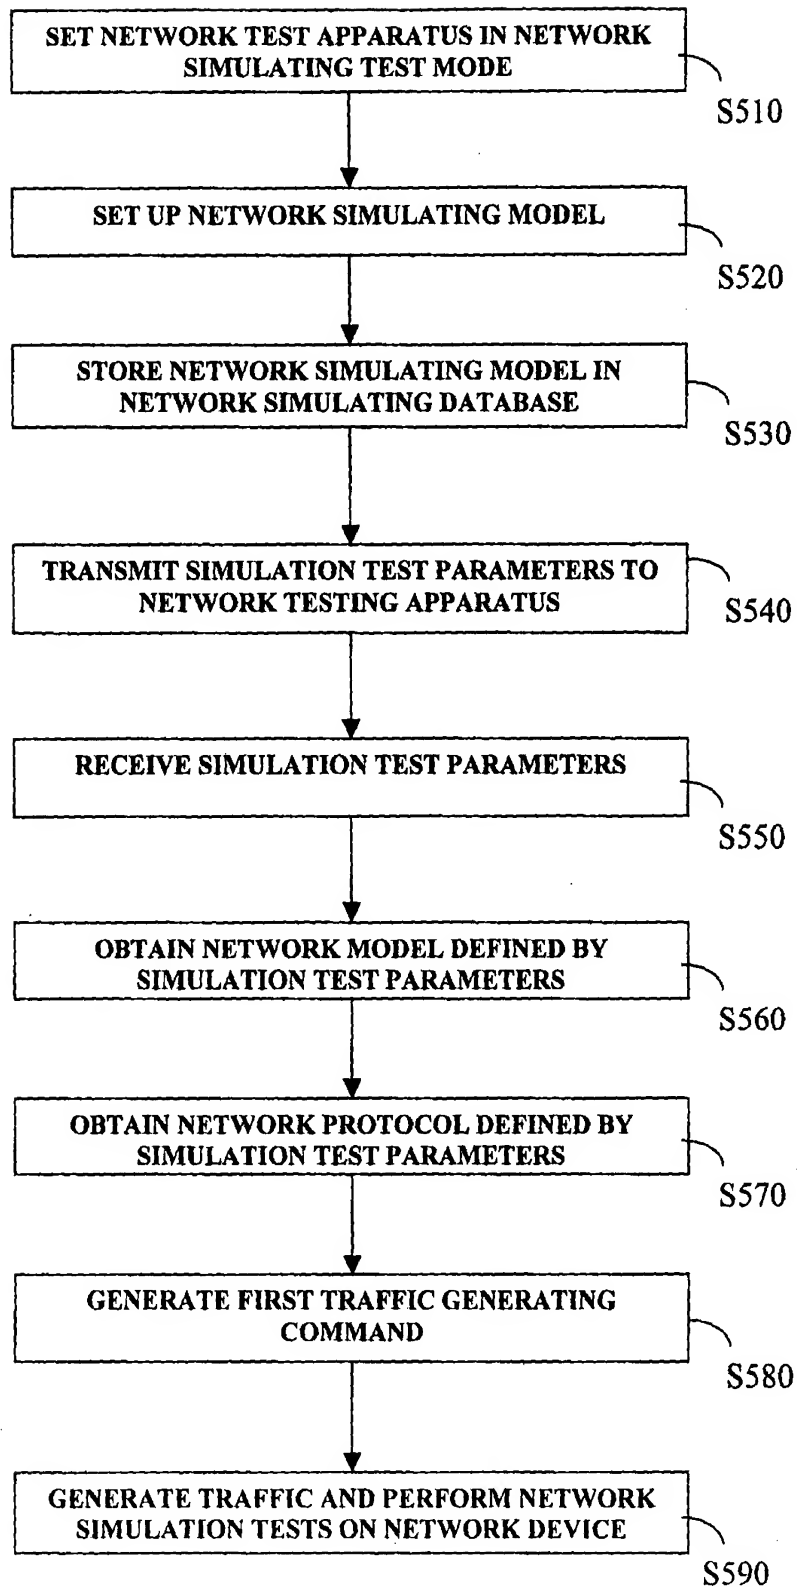 SET NETWORK TEST APPARATUS IN NETWORK
SIMULATING TEST MODE
S510
SET UP NETWORK SIMULATING MODEL
S520
STORE NETWORK SIMULATING MODEL IN
NETWORK SIMULATING DATABASE
S530
TRANSMIT SIMULATION TEST PARAMETERS TO
NETWORK TESTING APPARATUS
S540
RECEIVE SIMULATION TEST PARAMETERS
S550
OBTAIN NETWORK MODEL DEFINED BY
SIMULATION TEST PARAMETERS
S560
OBTAIN NETWORK PROTOCOL DEFINED BY
SIMULATION TEST PARAMETERS
S570
GENERATE FIRST TRAFFIC GENERATING
COMMAND
S580
GENERATE TRAFFIC AND PERFORM NETWORK
SIMULATION TESTS ON NETWORK DEVICE
S590